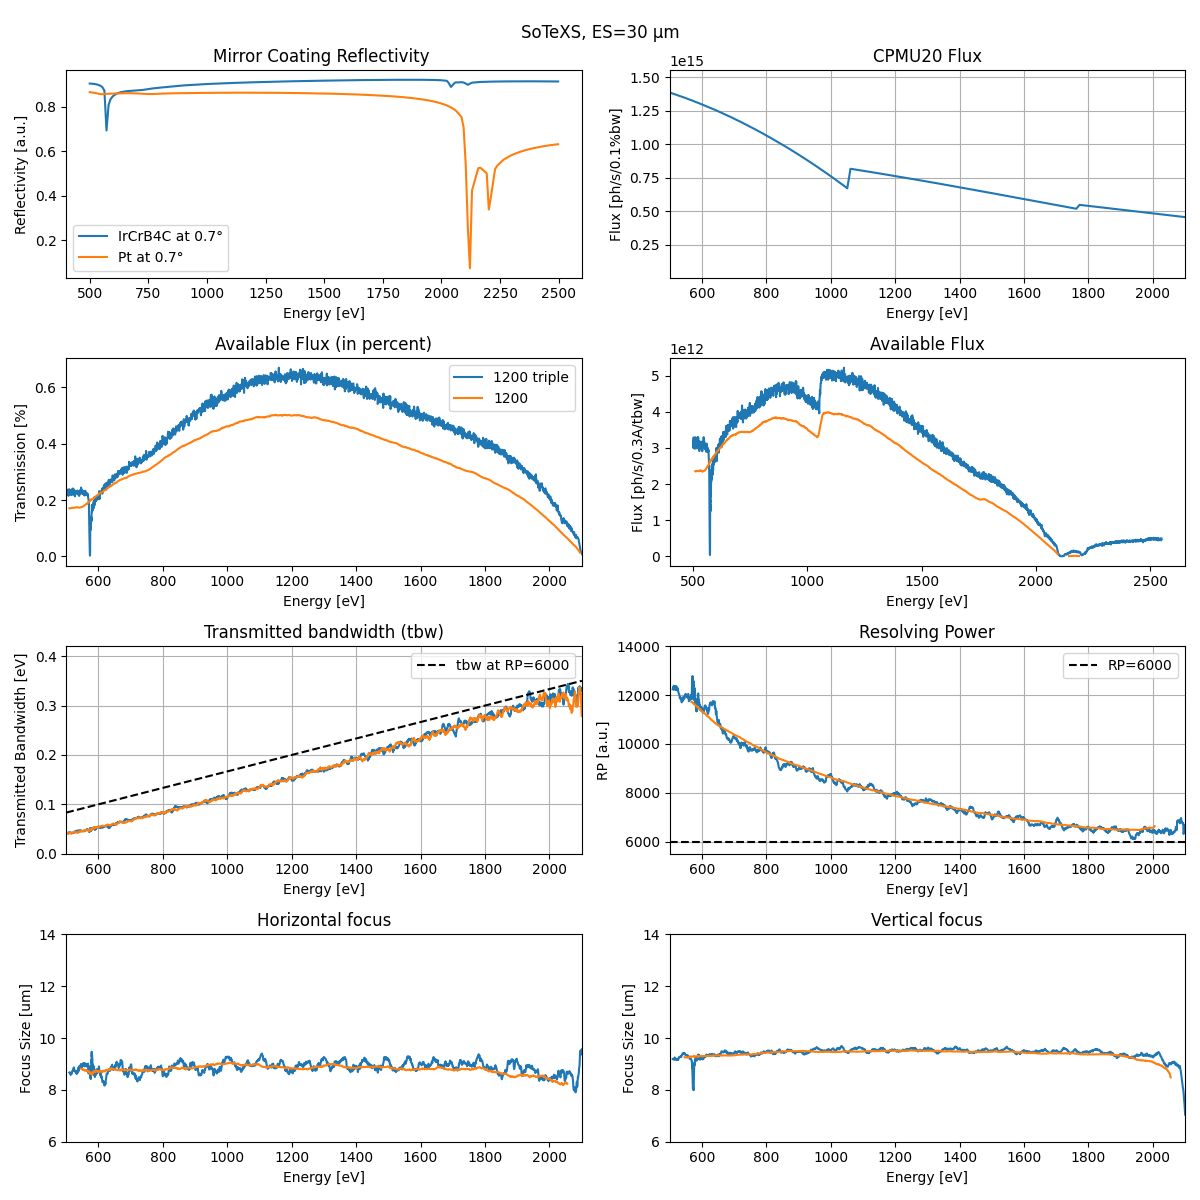 SoTeXS, ES=30 µm
Mirror Coating Reflectivity
Reflectivity [a.u.]
0.8
0.6
0.4
0.2
IrCrB4C at 0.7°
Pt at 0.7°
500 750 1000 1250 1500 1750 2000 2250 2500
Energy [eV]
CPMU20 Flux
1e15
Flux [ph/s/0.1%bw]
1.50
1.25
1.00
0.75
0.50
0.25
600 800 1000 1200 1400 1600 1800 2000
Energy [eV]
Available Flux (in percent)
Transmission [%]
0.6
0.4
0.2
0.0
1200 triple
1200
600 800 1000 1200 1400 1600 1800 2000
Energy [eV]
Available Flux
1e12
Flux [ph/s/0.3A/tbw]
5
4
3
2
1
0
500 1000 1500 2000 2500
Energy [eV]
Transmitted bandwidth (tbw)
Transmitted Bandwidth [eV]
0.4
0.3
0.2
0.1
0.0
tbw at RP=6000
600 800 1000 1200 1400 1600 1800 2000
Energy [eV]
Resolving Power
RP [a.u.]
14000
12000
10000
8000
6000
RP=6000
600 800 1000 1200 1400 1600 1800 2000
Energy [eV]
Horizontal focus
Focus Size [um]
14
12
10
8
6
600 800 1000 1200 1400 1600 1800 2000
Energy [eV]
Vertical focus
Focus Size [um]
14
12
10
8
6
600 800 1000 1200 1400 1600 1800 2000
Energy [eV]